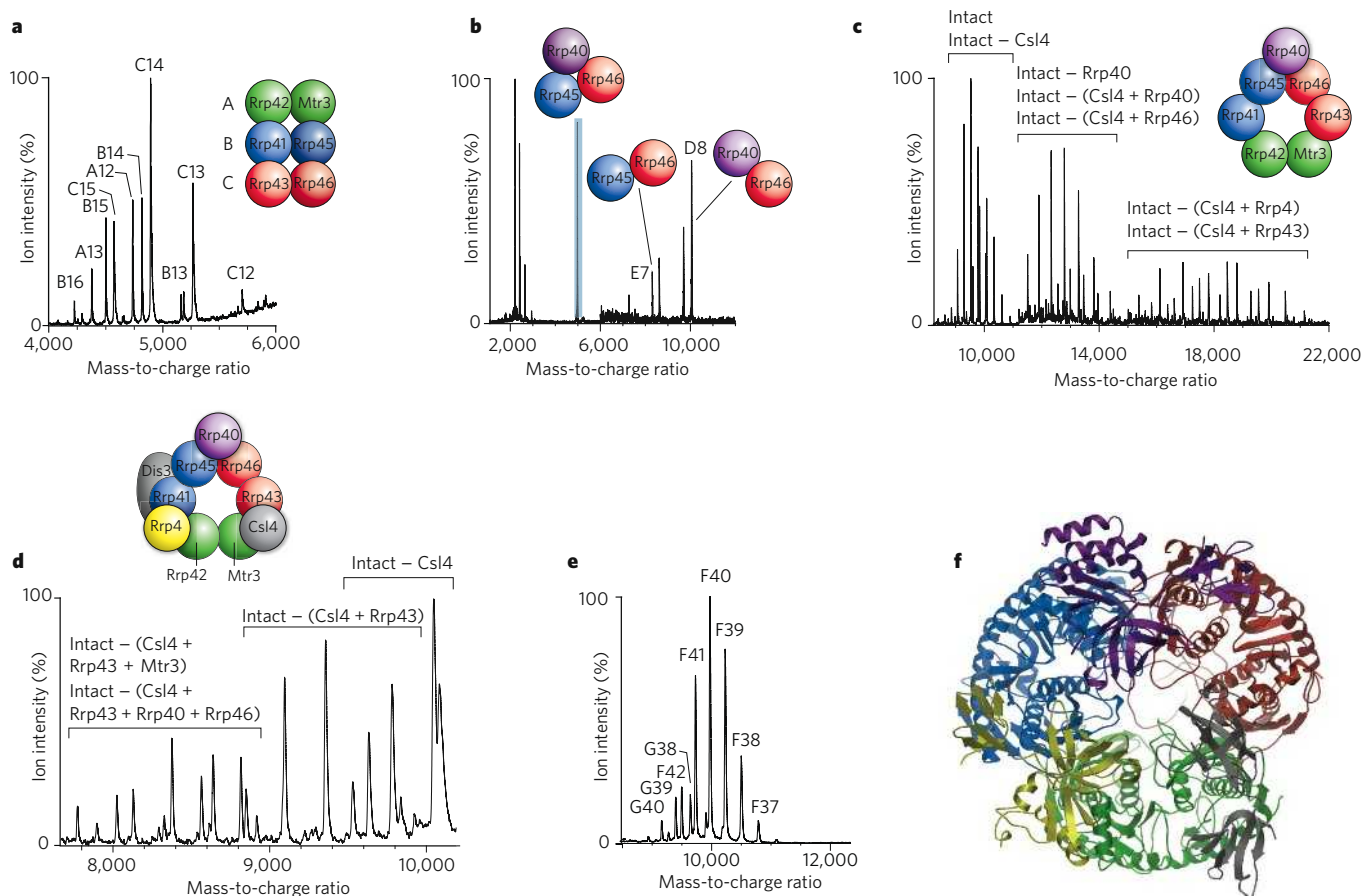 a
100
0
Ion intensity (%)
4,000
5,000
6,000
Mass-to-charge ratio
B16
A13
C15
B15
A12
B14
C14
B13
C13
C12
A
B
C
Rrp42
Mtr3
Rrp41
Rrp45
Rrp43
Rrp46
b
100
0
Ion intensity (%)
2,000
6,000
10,000
Mass-to-charge ratio
Rrp40
Rrp46
Rrp45
Rrp45
Rrp46
E7
D8
Rrp40
Rrp46
c
Intact
Intact – Csl4
Intact – Rrp40
Intact – (Csl4 + Rrp40)
Intact – (Csl4 + Rrp46)
Intact – (Csl4 + Rrp4)
Intact – (Csl4 + Rrp43)
100
0
Ion intensity (%)
10,000
14,000
18,000
22,000
Mass-to-charge ratio
Rrp40
Rrp45
Rrp46
Rrp41
Rrp43
Rrp42
Mtr3
Rrp40
Dis3
Rrp45
Rrp46
Rrp41
Rrp43
Rrp4
Csl4
Rrp42
Mtr3
d
Intact – Csl4
Intact – (Csl4 + Rrp43)
Intact – (Csl4 +
Rrp43 + Mtr3)
Intact – (Csl4 +
Rrp43 + Rrp40 + Rrp46)
100
0
Ion intensity (%)
8,000
9,000
10,000
Mass-to-charge ratio
e
100
0
Ion intensity (%)
F40
F39
F41
F38
G38
F42
G39
G40
F37
10,000
12,000
Mass-to-charge ratio
f